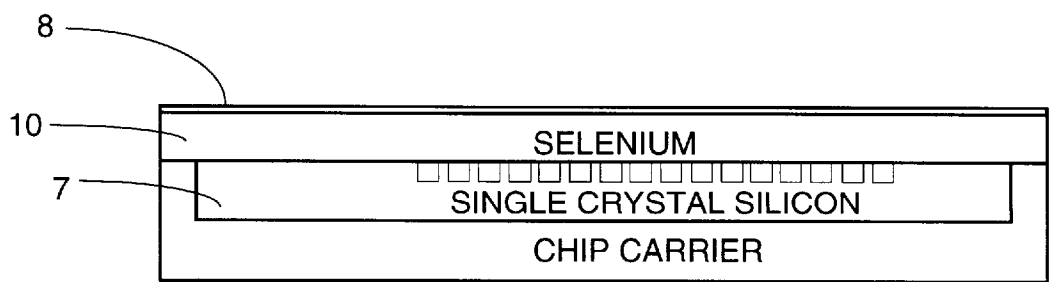 8
10
SELENIUM
7
SINGLE CRYSTAL SILICON
CHIP CARRIER